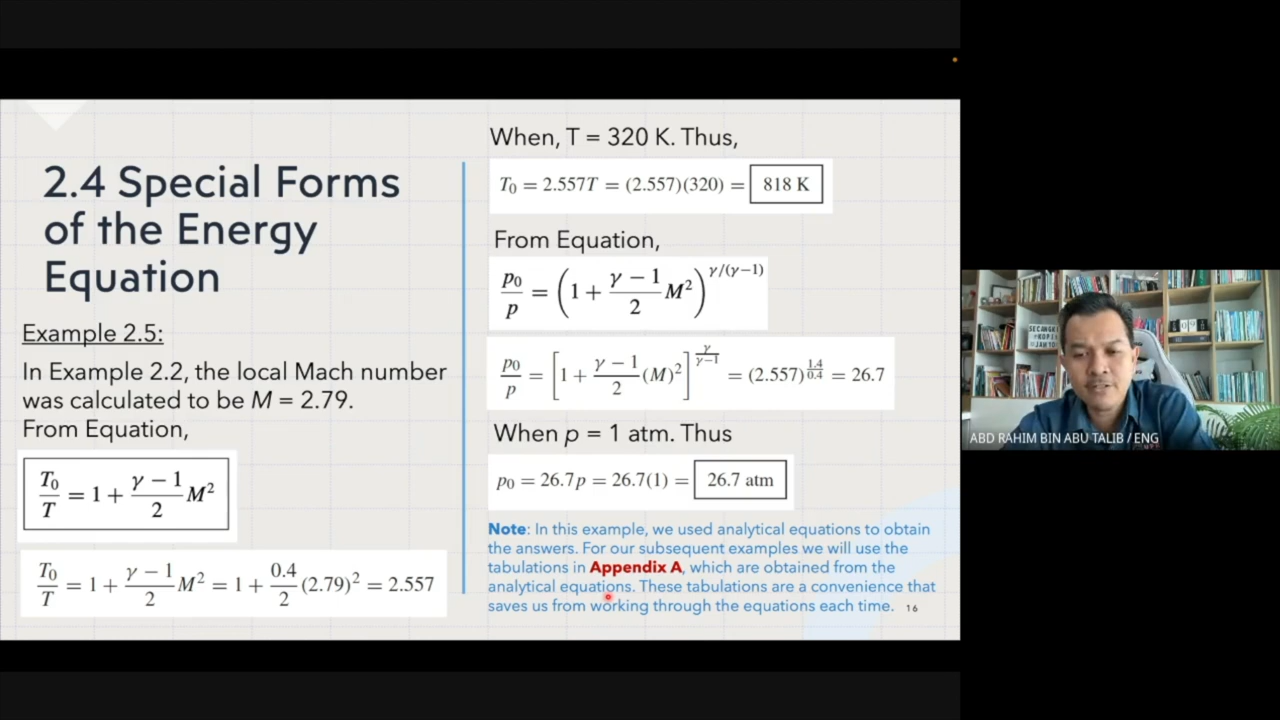 2.4 Special Forms
of the Energy
Equation
Example 2.5:
In Example 2.2, the local Mach number
was calculated to be M = 2.79.
From Equation,
T₀/T = 1 + (γ − 1)/2 M²
T₀/T = 1 + (γ − 1)/2 M² = 1 + 0.4/2 (2.79)² = 2.557
When, T = 320 K. Thus,
T₀ = 2.557T = (2.557)(320) = 818 K
From Equation,
p₀/p = (1 + (γ − 1)/2 M²)^γ/(γ−1)
p₀/p = [1 + (γ − 1)/2 (M)²]^γ/(γ−1) = (2.557)^1.4/0.4 = 26.7
When p = 1 atm. Thus
p₀ = 26.7p = 26.7(1) = 26.7 atm
Note: In this example, we used analytical equations to obtain
the answers. For our subsequent examples we will use the
tabulations in Appendix A, which are obtained from the
analytical equations. These tabulations are a convenience that
saves us from working through the equations each time.
16
SECANGK
KOPI
ABD RAHIM BIN ABU TALIB / ENG